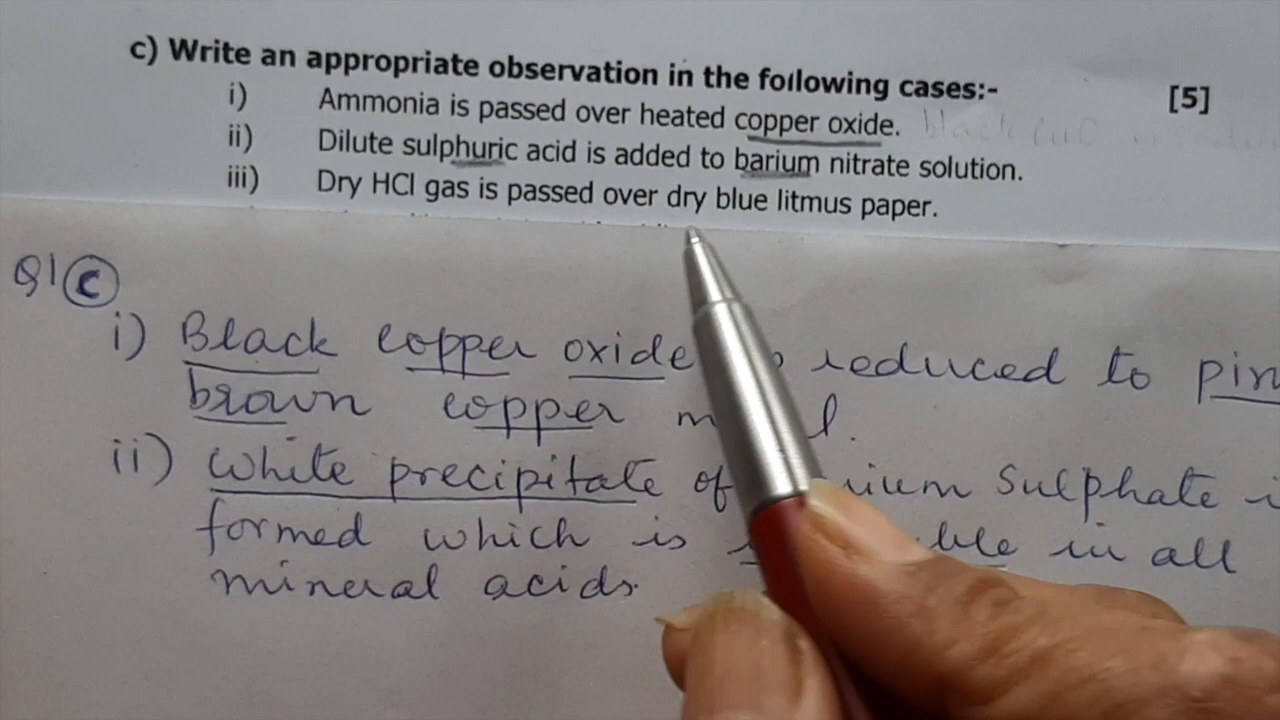 c) Write an appropriate observation in the following cases:- [5]
i) Ammonia is passed over heated copper oxide. black CuO
ii) Dilute sulphuric acid is added to barium nitrate solution.
iii) Dry HCl gas is passed over dry blue litmus paper.
Q1 c
i) Black copper oxide reduced to
brown copper
ii) White precipitate of Sulphate
formed which is in all
mineral acids.